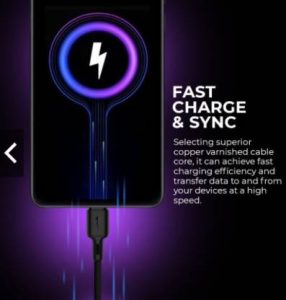 FAST
CHARGE
& SYNC
Selecting superior
copper varnished cable
core, it can achieve fast
charging efficiency and
transfer data to and from
your devices at a high
speed.